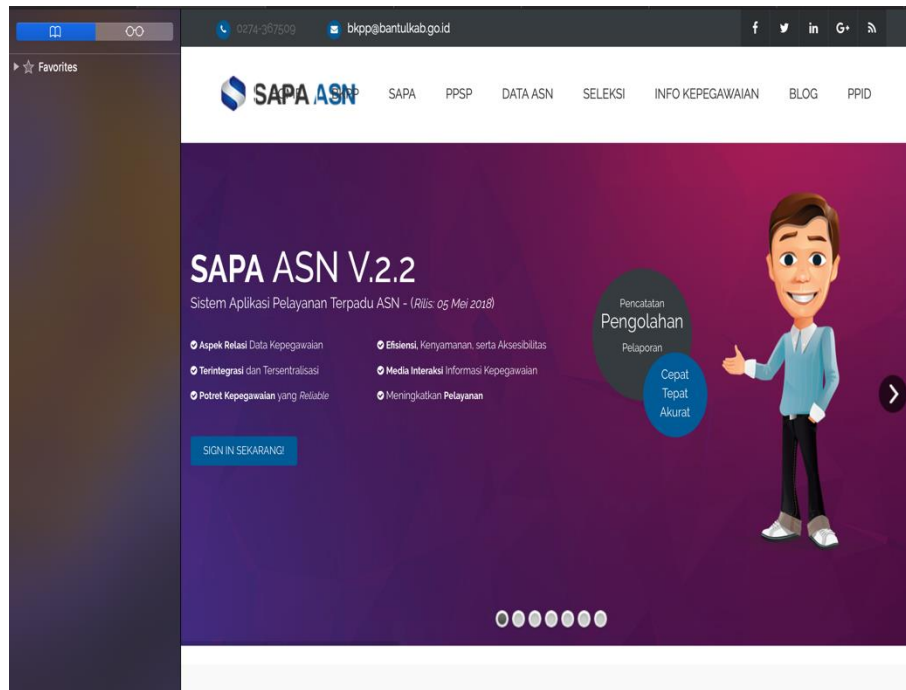 Favorites
0274-367509
bkpp@bantulkab.go.id
SAPA ASN
SAPA PPSP DATA ASN SELEKSI INFO KEPEGAWAIAN BLOG PPID
SAPA ASN V.2.2
Sistem Aplikasi Pelayanan Terpadu ASN - (Rilis: 05 Mei 2018)
Aspek Relasi Data Kepegawaian
Efisiensi, Kenyamanan, serta Aksesibilitas
Terintegrasi dan Tersentralisasi
Media Interaksi Informasi Kepegawaian
Potret Kepegawaian yang Reliable
Meningkatkan Pelayanan
SIGN IN SEKARANG!
Pencatatan
Pengolahan
Pelaporan
Cepat
Tepat
Akurat